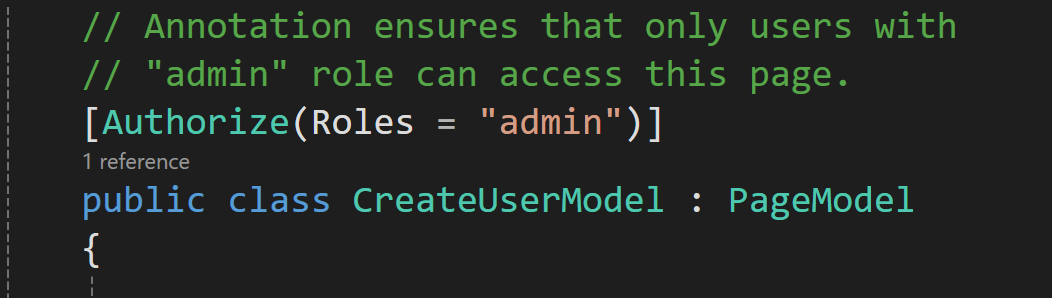 // Annotation ensures that only users with
// "admin" role can access this page.
[Authorize(Roles = "admin")]
1 reference
public class CreateUserModel : PageModel
{